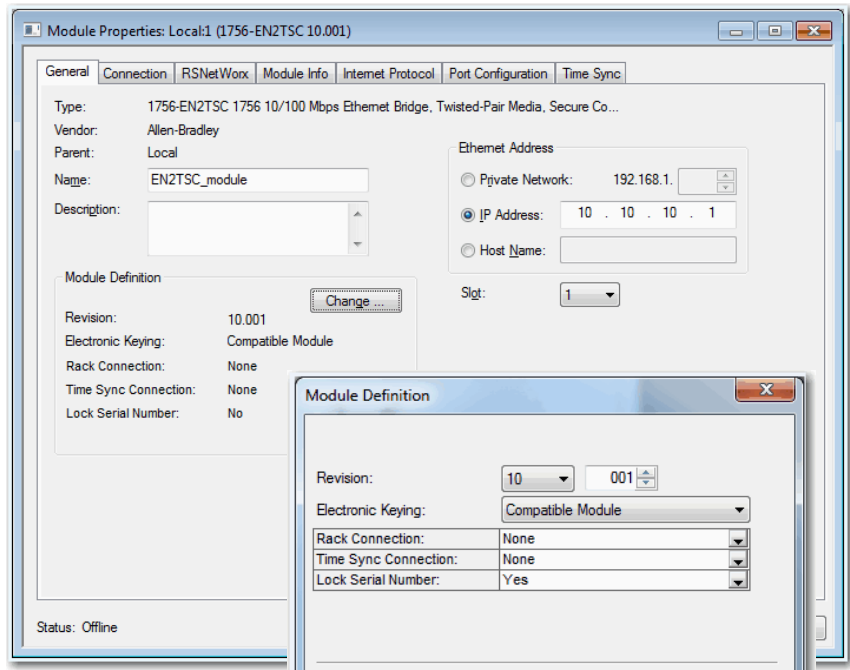 Module Properties: Local:1 (1756-EN2TSC 10.001)
General Connection RSNetWorx Module Info Internet Protocol Port Configuration Time Sync
Type: 1756-EN2TSC 1756 10/100 Mbps Ethernet Bridge, Twisted-Pair Media, Secure Co...
Vendor: Allen-Bradley
Parent: Local
Name: EN2TSC_module
Description:
Ethernet Address
Private Network: 192.168.1.
IP Address: 10 . 10 . 10 . 1
Host Name:
Slot: 1
Module Definition
Change ...
Revision: 10.001
Electronic Keying: Compatible Module
Rack Connection: None
Time Sync Connection: None
Lock Serial Number: No
Status: Offline
Module Definition
Revision: 10 001
Electronic Keying: Compatible Module
Rack Connection: None
Time Sync Connection: None
Lock Serial Number: Yes